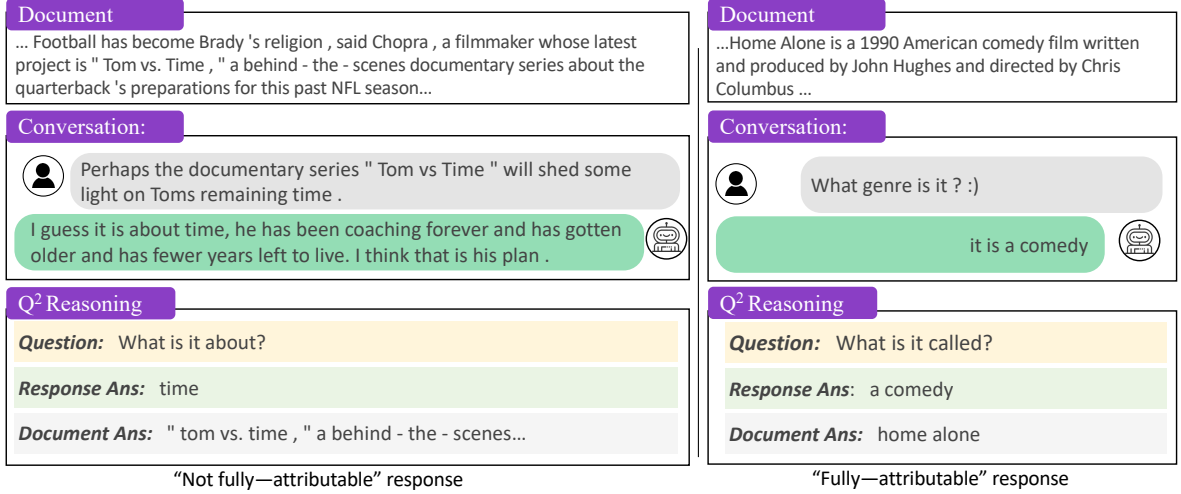 Document
... Football has become Brady 's religion , said Chopra , a filmmaker whose latest
project is " Tom vs. Time , " a behind - the - scenes documentary series about the
quarterback 's preparations for this past NFL season...
Conversation:
Perhaps the documentary series " Tom vs Time " will shed some
light on Toms remaining time .
I guess it is about time, he has been coaching forever and has gotten
older and has fewer years left to live. I think that is his plan .
Q² Reasoning
Question: What is it about?
Response Ans: time
Document Ans: " tom vs. time , " a behind - the - scenes...
“Not fully—attributable” response
Document
...Home Alone is a 1990 American comedy film written
and produced by John Hughes and directed by Chris
Columbus ...
Conversation:
What genre is it ? :)
it is a comedy
Q² Reasoning
Question: What is it called?
Response Ans: a comedy
Document Ans: home alone
“Fully—attributable” response